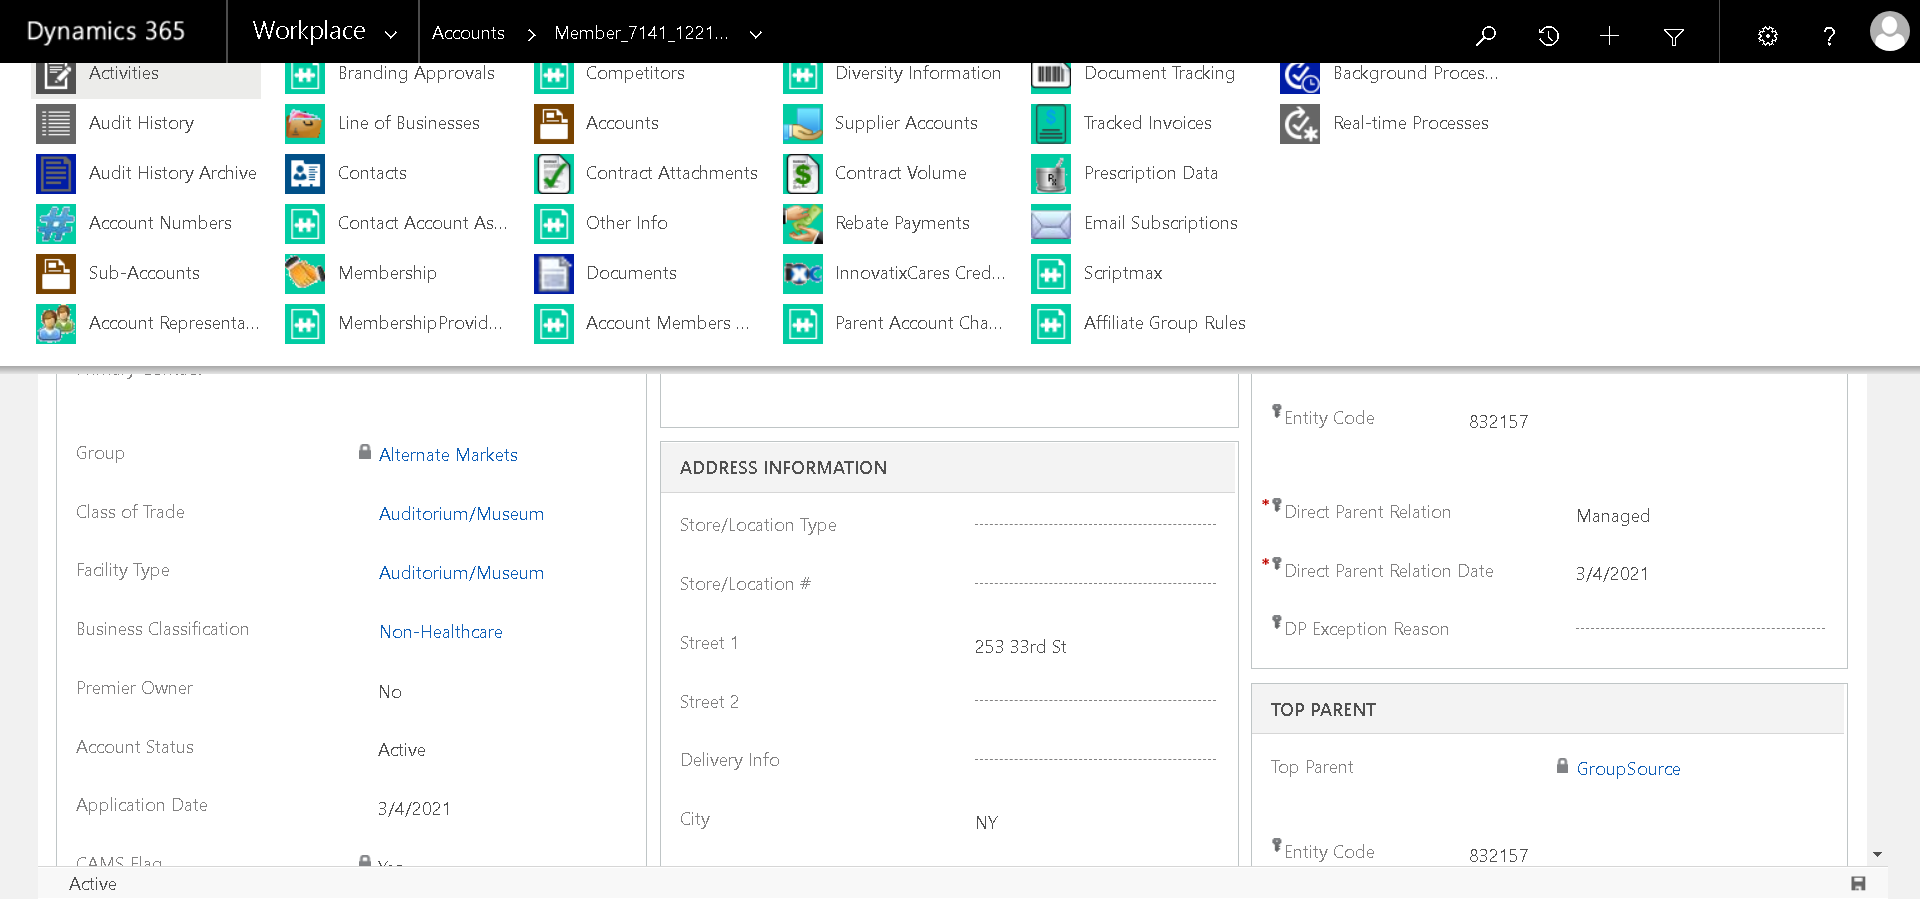 Dynamics 365
Workplace
Accounts
Member_7141_1221...
Activities
Branding Approvals
Competitors
Diversity Information
Document Tracking
Background Proces...
Audit History
Line of Businesses
Accounts
Supplier Accounts
Tracked Invoices
Real-time Processes
Audit History Archive
Contacts
Contract Attachments
Contract Volume
Prescription Data
Account Numbers
Contact Account As...
Other Info
Rebate Payments
Email Subscriptions
Sub-Accounts
Membership
Documents
InnovatixCares Cred...
Scriptmax
Account Representa...
MembershipProvid...
Account Members ...
Parent Account Cha...
Affiliate Group Rules
Primary Contact
Group
Alternate Markets
Class of Trade
Auditorium/Museum
Facility Type
Auditorium/Museum
Business Classification
Non-Healthcare
Premier Owner
No
Account Status
Active
Application Date
3/4/2021
CAMS Flag
Yes
ADDRESS INFORMATION
Store/Location Type
Store/Location #
Street 1
253 33rd St
Street 2
Delivery Info
City
NY
Entity Code
832157
* Direct Parent Relation
Managed
* Direct Parent Relation Date
3/4/2021
DP Exception Reason
TOP PARENT
Top Parent
GroupSource
Entity Code
832157
Active